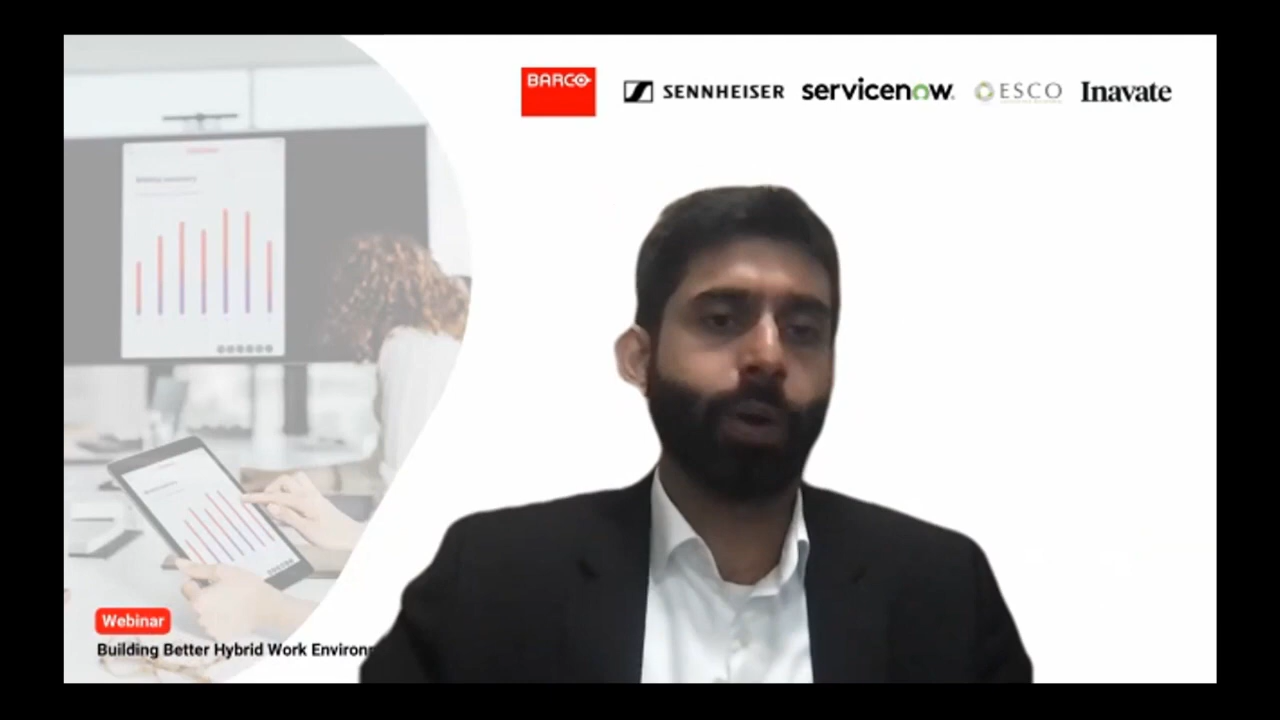 BARCO SENNHEISER servicenow. ESCO Inavate
Webinar
Building Better Hybrid Work Environ